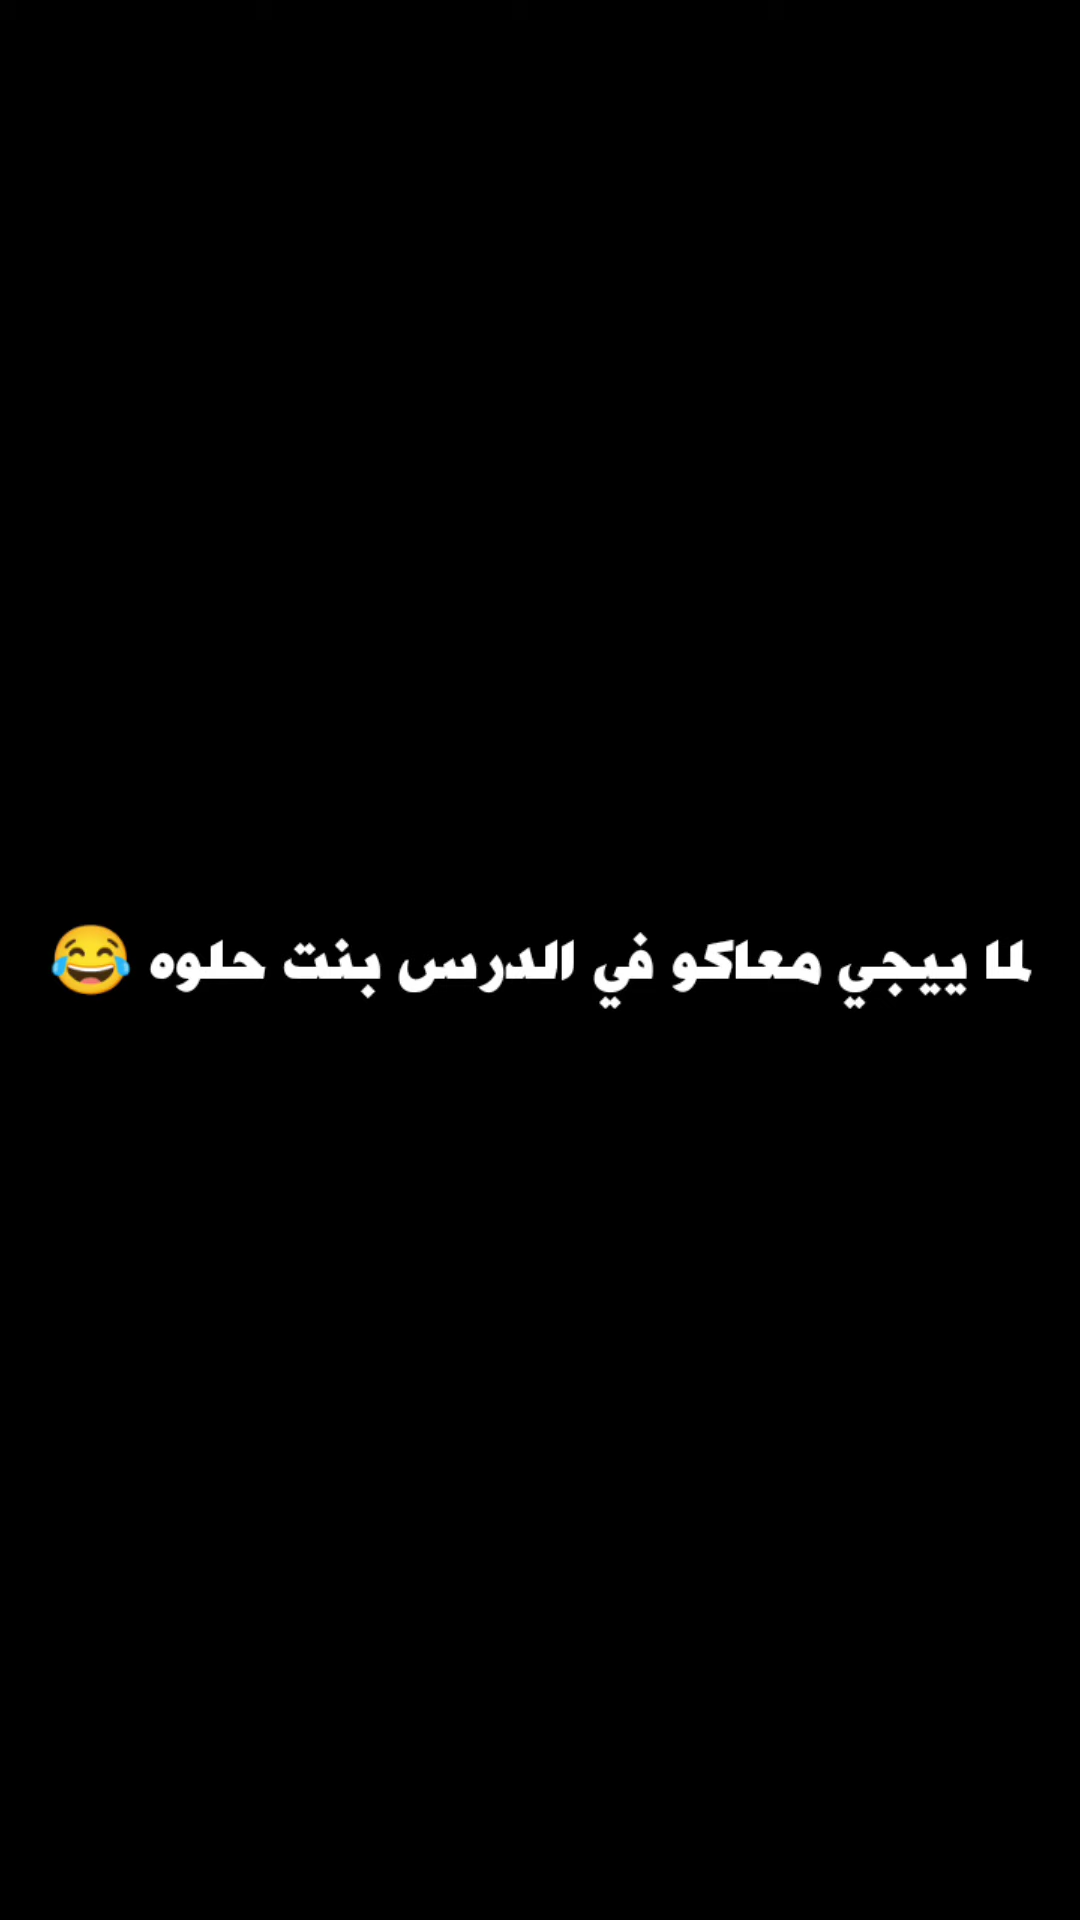 لما ييجي معاكو في الدرس بنت حلوه 😂